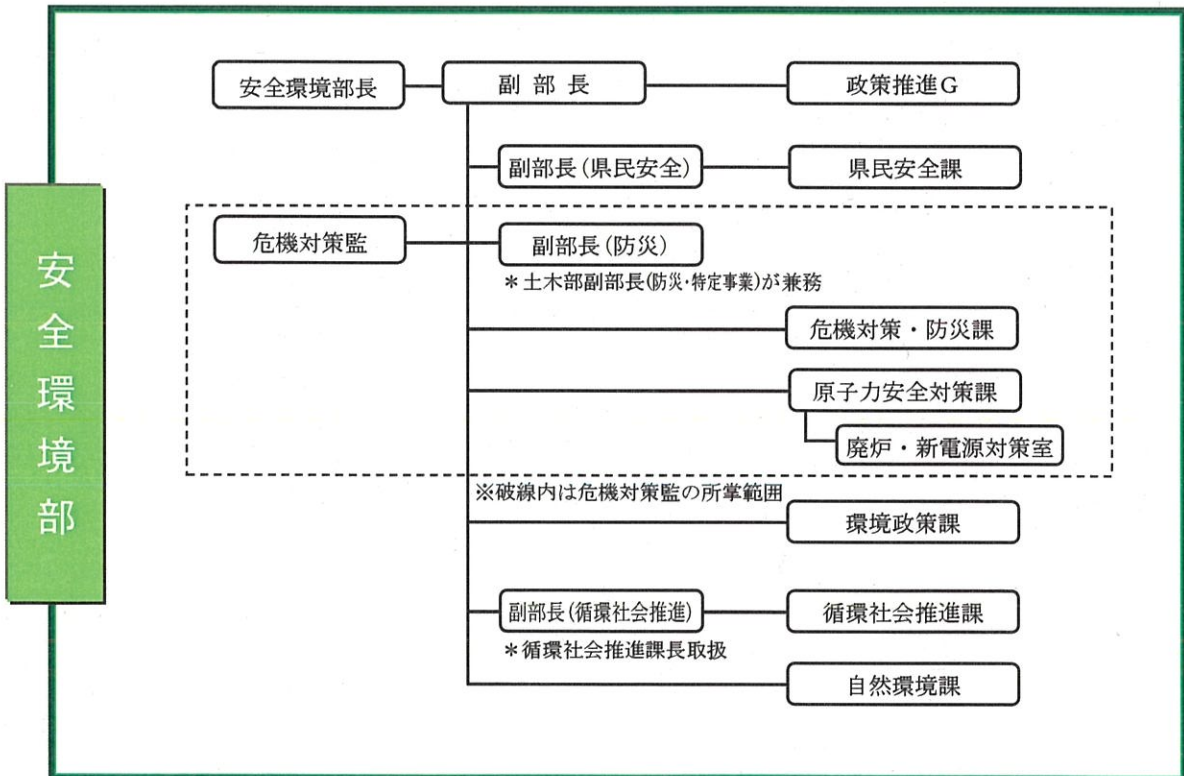 安全環境部
安全環境部長
副部長
政策推進G
副部長(県民安全)
県民安全課
危機対策監
副部長(防災)
*土木部副部長(防災・特定事業)が兼務
危機対策・防災課
原子力安全対策課
廃炉・新電源対策室
※破線内は危機対策監の所掌範囲
環境政策課
副部長(循環社会推進)
循環社会推進課
*循環社会推進課長取扱
自然環境課